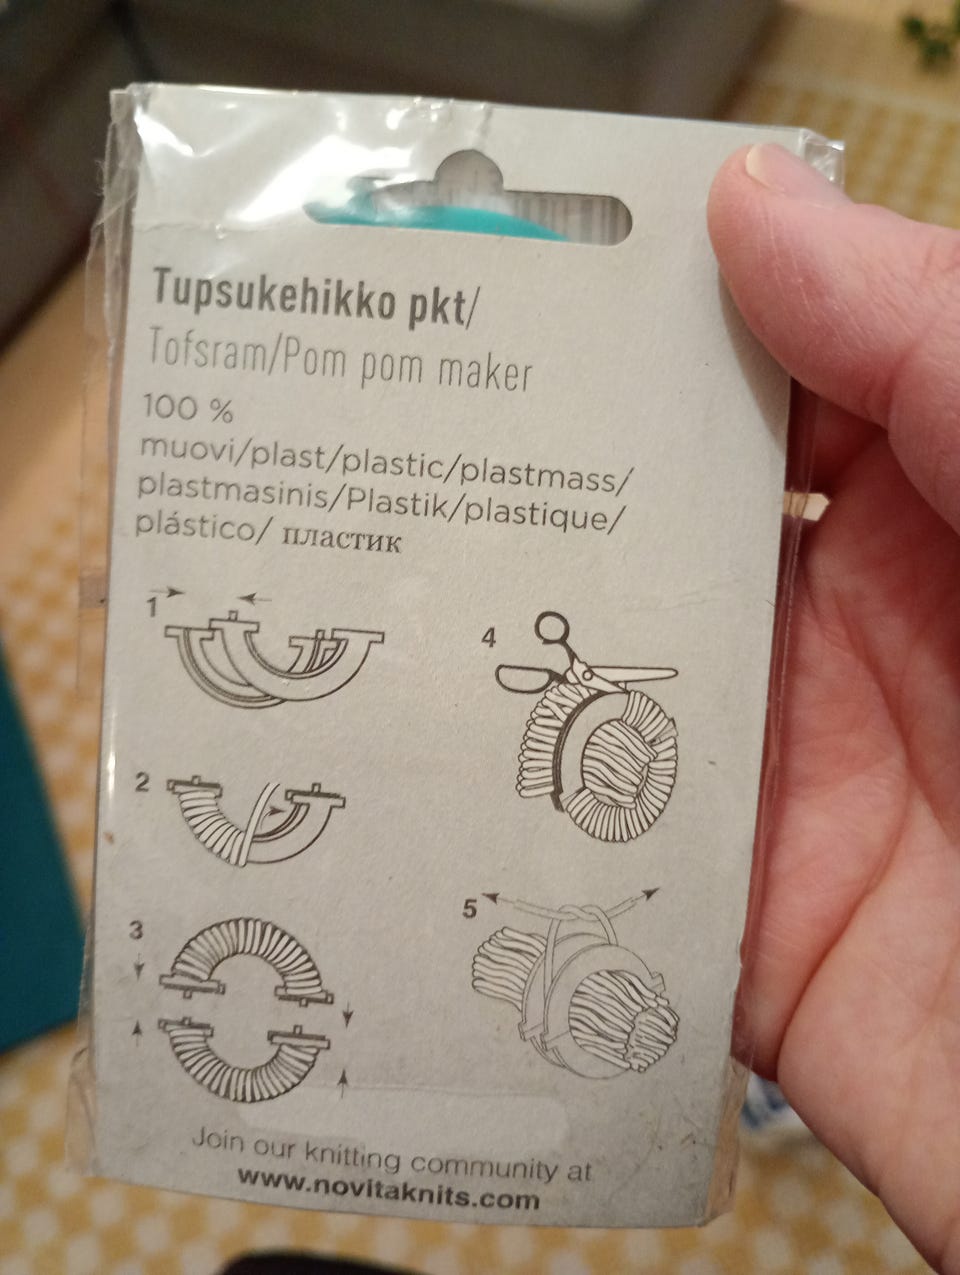 Tupsukehikko pkt/
Tofsram/Pom pom maker
100 %
muovi/plast/plastic/plastmass/
plastmasinis/Plastik/plastique/
plástico/ пластик
1
2
3
4
5
Join our knitting community at
www.novitaknits.com